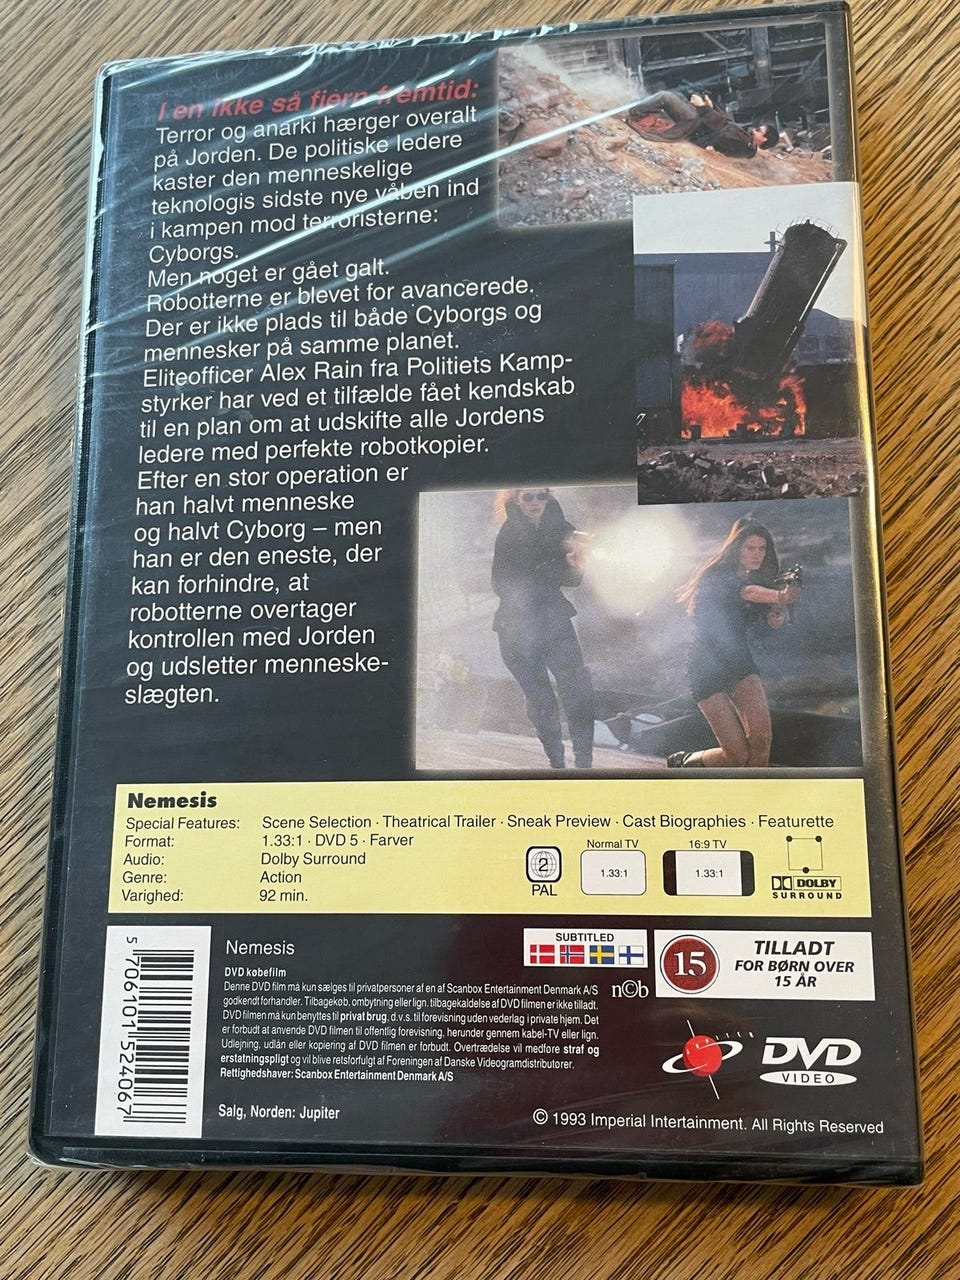 I en ikke så fjern fremtid:
Terror og anarki hærger overalt
på Jorden. De politiske ledere
kaster den menneskelige
teknologis sidste nye våben ind
i kampen mod terroristerne:
Cyborgs.
Men noget er gået galt.
Robotterne er blevet for avancerede.
Der er ikke plads til både Cyborgs og
mennesker på samme planet.
Eliteofficer Alex Rain fra Politiets Kamp-
styrker har ved et tilfælde fået kendskab
til en plan om at udskifte alle Jordens
ledere med perfekte robotkopier.
Efter en stor operation er
han halvt menneske
og halvt Cyborg – men
han er den eneste, der
kan forhindre, at
robotterne overtager
kontrollen med Jorden
og udsletter menneske-
slægten.
Nemesis
Special Features: Scene Selection · Theatrical Trailer · Sneak Preview · Cast Biographies · Featurette
Format: 1.33:1 · DVD 5 · Farver
Audio: Dolby Surround
Genre: Action
Varighed: 92 min.
2
PAL
Normal TV
1.33:1
16:9 TV
1.33:1
DOLBY
SURROUND
5 706101 524067
Nemesis
DVD købefilm
Denne DVD film må kun sælges til privatpersoner af en af Scanbox Entertainment Denmark A/S
godkendt forhandler. Tilbagekøb, ombytning eller lign. tilbagekaldelse af DVD filmen er ikke tilladt.
DVD filmen må kun benyttes til privat brug, d.v.s. til forevisning uden vederlag i private hjem. Det
er forbudt at anvende DVD filmen til offentlig forevisning, herunder gennem kabel-TV eller lign.
Udlejning, udlån eller kopiering af DVD filmen er forbudt. Overtrædelse vil medføre straf og
erstatningspligt og vil blive retsforfulgt af Foreningen af Danske Videogramdistributører.
Rettighedshaver: Scanbox Entertainment Denmark A/S
SUBTITLED
n©b
15
TILLADT
FOR BØRN OVER
15 ÅR
DVD
VIDEO
Salg, Norden: Jupiter
© 1993 Imperial Intertainment. All Rights Reserved